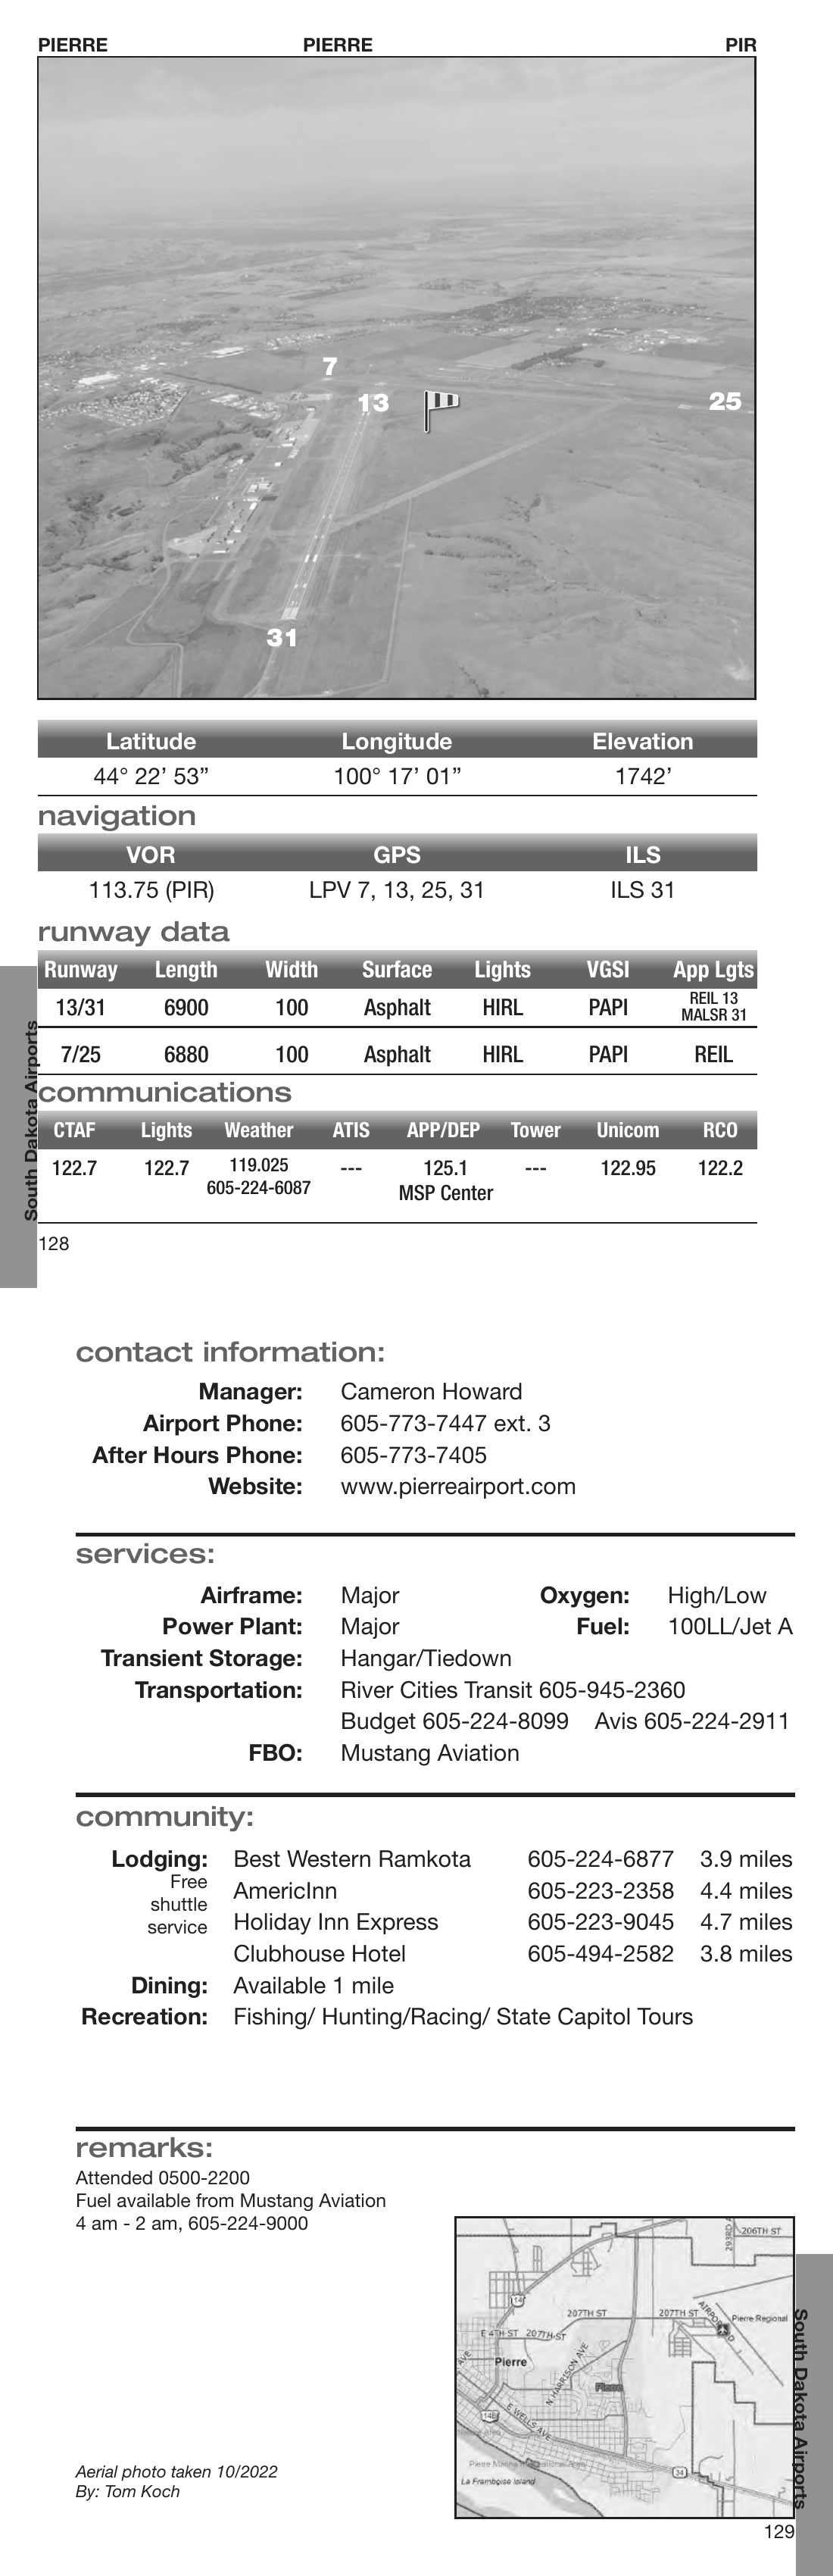 PIERRE PIERRE PIR
7
13
25
31
Latitude Longitude Elevation
44° 22’ 53” 100° 17’ 01” 1742’
navigation
VOR GPS ILS
113.75 (PIR) LPV 7, 13, 25, 31 ILS 31
runway data
Runway Length Width Surface Lights VGSI App Lgts
13/31 6900 100 Asphalt HIRL PAPI REIL 13
MALSR 31
7/25 6880 100 Asphalt HIRL PAPI REIL
communications
CTAF Lights Weather ATIS APP/DEP Tower Unicom RCO
122.7 122.7 119.025 --- 125.1 --- 122.95 122.2
605-224-6087 MSP Center
South Dakota Airports
128
contact information:
Manager: Cameron Howard
Airport Phone: 605-773-7447 ext. 3
After Hours Phone: 605-773-7405
Website: www.pierreairport.com
services:
Airframe: Major Oxygen: High/Low
Power Plant: Major Fuel: 100LL/Jet A
Transient Storage: Hangar/Tiedown
Transportation: River Cities Transit 605-945-2360
Budget 605-224-8099 Avis 605-224-2911
FBO: Mustang Aviation
community:
Lodging: Best Western Ramkota 605-224-6877 3.9 miles
Free
shuttle
service
AmericInn 605-223-2358 4.4 miles
Holiday Inn Express 605-223-9045 4.7 miles
Clubhouse Hotel 605-494-2582 3.8 miles
Dining: Available 1 mile
Recreation: Fishing/ Hunting/Racing/ State Capitol Tours
remarks:
Attended 0500-2200
Fuel available from Mustang Aviation
4 am - 2 am, 605-224-9000
206TH ST
293RD A
14
207TH ST 207TH ST
Pierre Regional
E 4TH ST 207TH ST
AVE
Pierre
N HARRISON AVE
Pierre
14B
E WELLS AVE
34
La Framboise Island
South Dakota Airports
Aerial photo taken 10/2022
By: Tom Koch
129